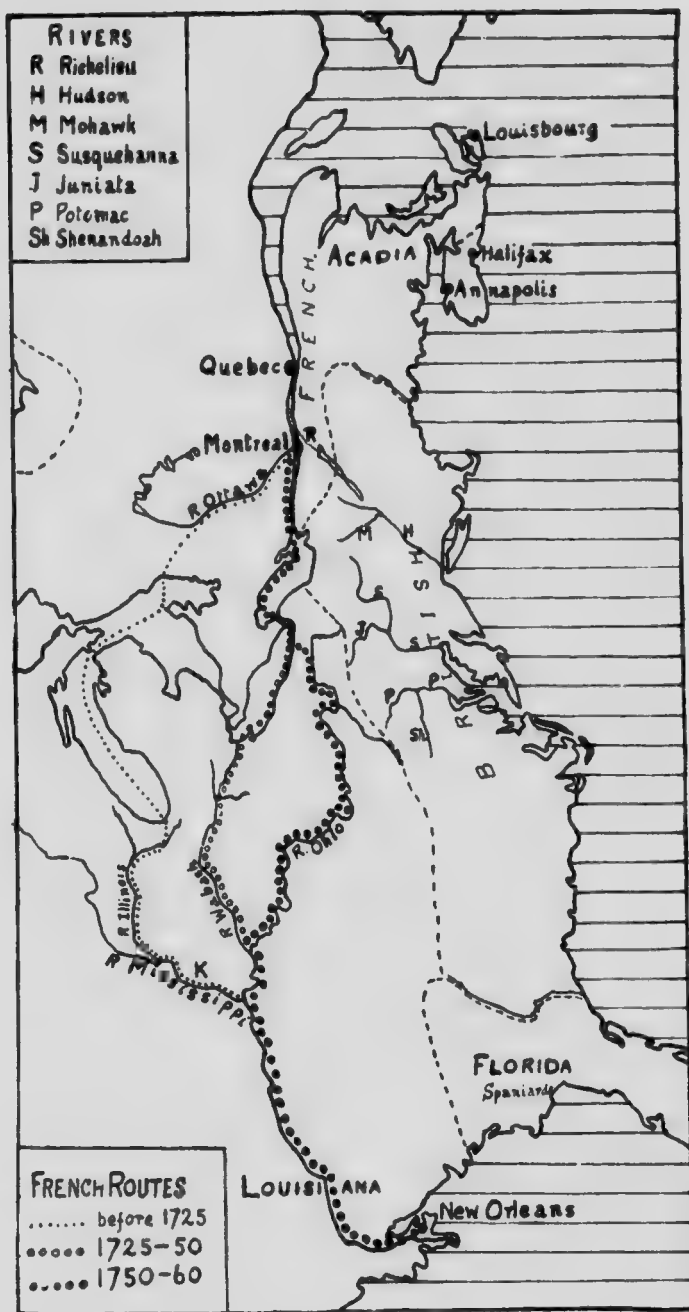 RIVERS
R Richelieu
H Hudson
M Mohawk
S Susquehanna
J Juniata
P Potomac
Sh Shenandoah
Louisbourg
ACADIA
Halifax
Annapolis
FRENCH.
Quebec
Montreal
R
R Ottawa
M
H
S
J
S
P
P
Sh
BRITISH
R. Ohio
R Wabash
R Illinois
K
R Mississippi
FLORIDA
Spaniards
LOUISIANA
New Orleans
FRENCH ROUTES
before 1725
1725-50
1750-60